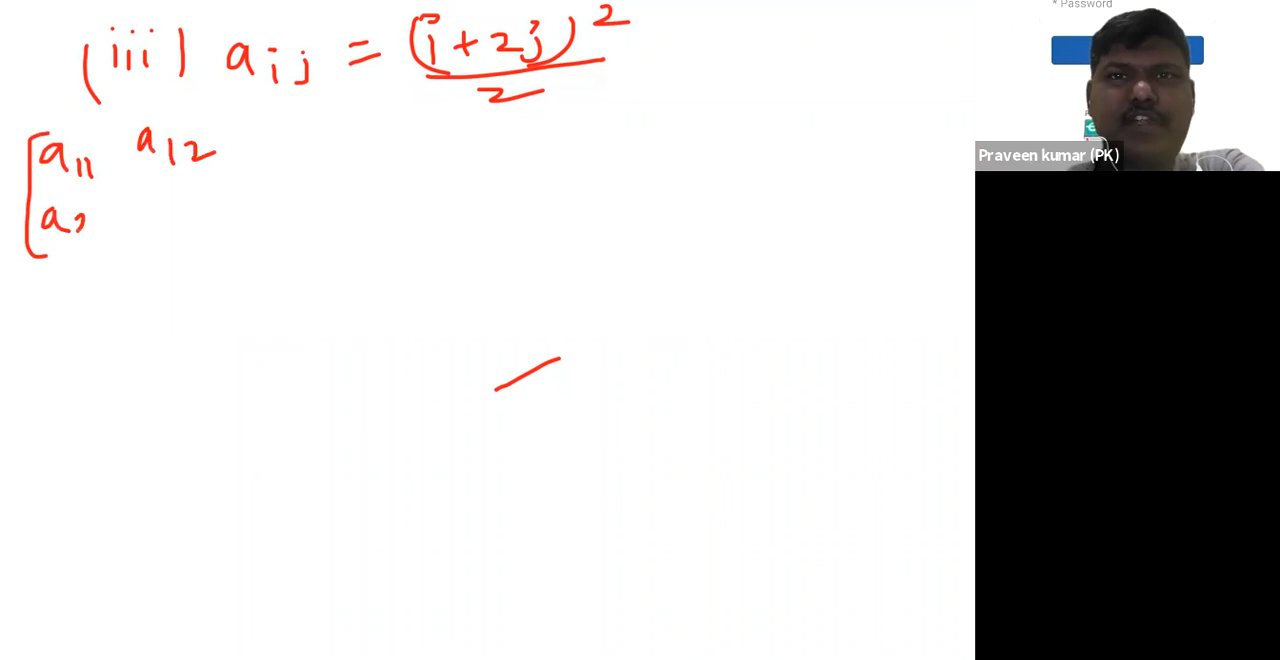 * Password
(iii) aij = (i + 2j)²/2
Praveen kumar (PK)
[a11 a12
a2